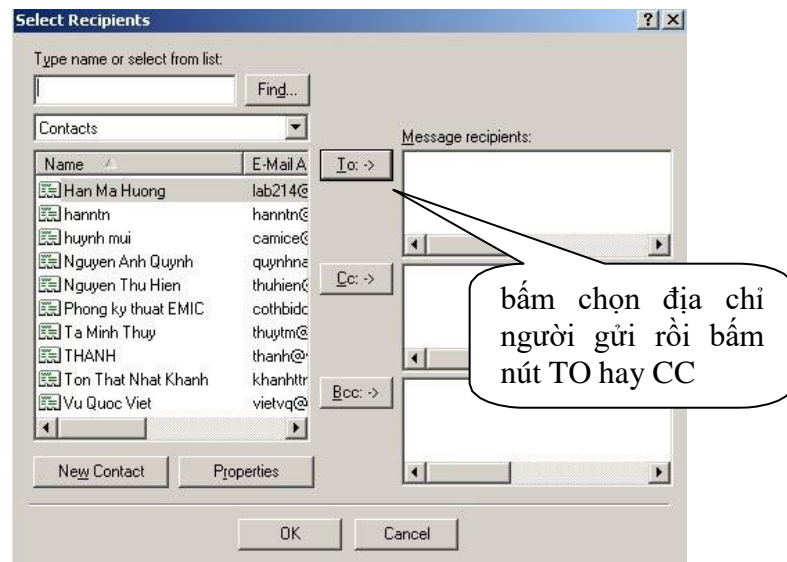 Select Recipients
Type name or select from list:
Find...
Contacts
Message recipients:
Name E-Mail A
To: ->
Han Ma Huong lab214@
hanntn hanntn@
huynh mui camice@
Nguyen Anh Quynh quynhna
Nguyen Thu Hien thuhien@
Cc: ->
Phong ky thuat EMIC cothbidc
Ta Minh Thuy thuytm@
THANH thanh@
Ton That Nhat Khanh khanhttr
Bcc: ->
Vu Quoc Viet vietvq@
bấm chọn địa chỉ
người gửi rồi bấm
nút TO hay CC
New Contact Properties
OK Cancel